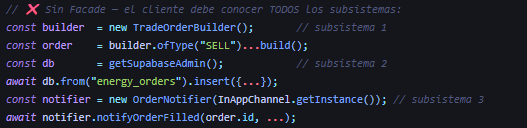 // ❌ Sin Facade — el cliente debe conocer TODOS los subsistemas:
const builder  = new TradeOrderBuilder();      // subsistema 1
const order    = builder.ofType("SELL")...build();
const db       = getSupabaseAdmin();           // subsistema 2
await db.from("energy_orders").insert({...});
const notifier = new OrderNotifier(InAppChannel.getInstance()); // subsistema 3
await notifier.notifyOrderFilled(order.id, ...);